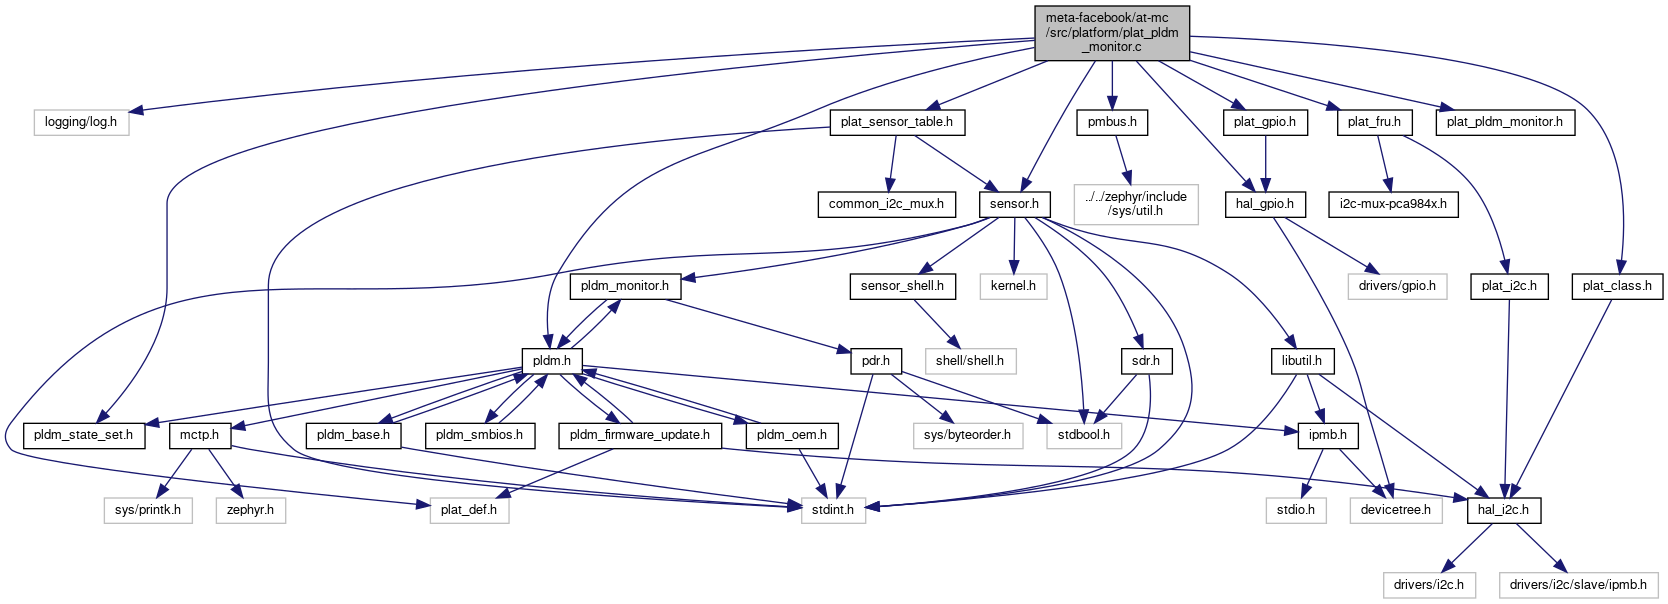 meta-facebook/at-mc
/src/platform/plat_pldm
_monitor.c
logging/log.h
plat_sensor_table.h
pmbus.h
plat_gpio.h
plat_fru.h
plat_pldm_monitor.h
common_i2c_mux.h
sensor.h
../../zephyr/include
/sys/util.h
hal_gpio.h
i2c-mux-pca984x.h
pldm_monitor.h
sensor_shell.h
kernel.h
drivers/gpio.h
plat_i2c.h
plat_class.h
pldm.h
pdr.h
shell/shell.h
sdr.h
libutil.h
pldm_state_set.h
mctp.h
pldm_base.h
pldm_smbios.h
pldm_firmware_update.h
pldm_oem.h
sys/byteorder.h
stdbool.h
ipmb.h
sys/printk.h
zephyr.h
plat_def.h
stdint.h
stdio.h
devicetree.h
hal_i2c.h
drivers/i2c.h
drivers/i2c/slave/ipmb.h